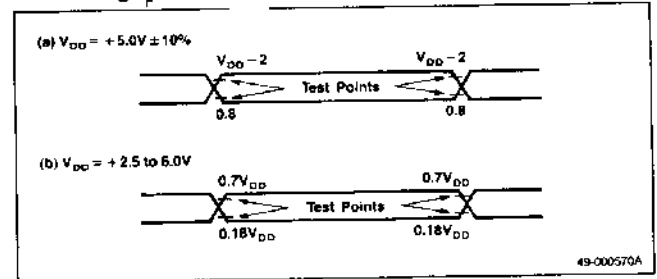 (a) V_DD = +5.0V ± 10%
V_DD – 2 V_DD – 2
Test Points
0.8 0.8
(b) V_DD = +2.5 to 6.0V
0.7V_DD 0.7V_DD
Test Points
0.18V_DD 0.18V_DD
49-000570A